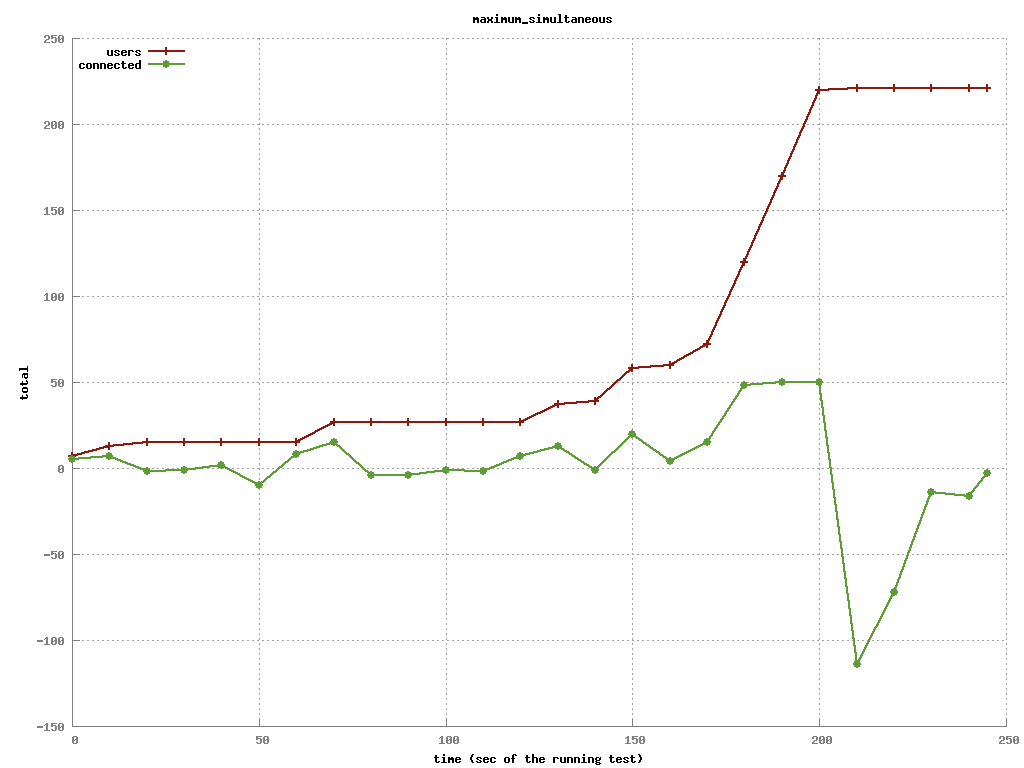 maximum_simultaneous
users
connected
250
200
150
100
50
0
-50
-100
-150
total
0 50 100 150 200 250
time (sec of the running test)